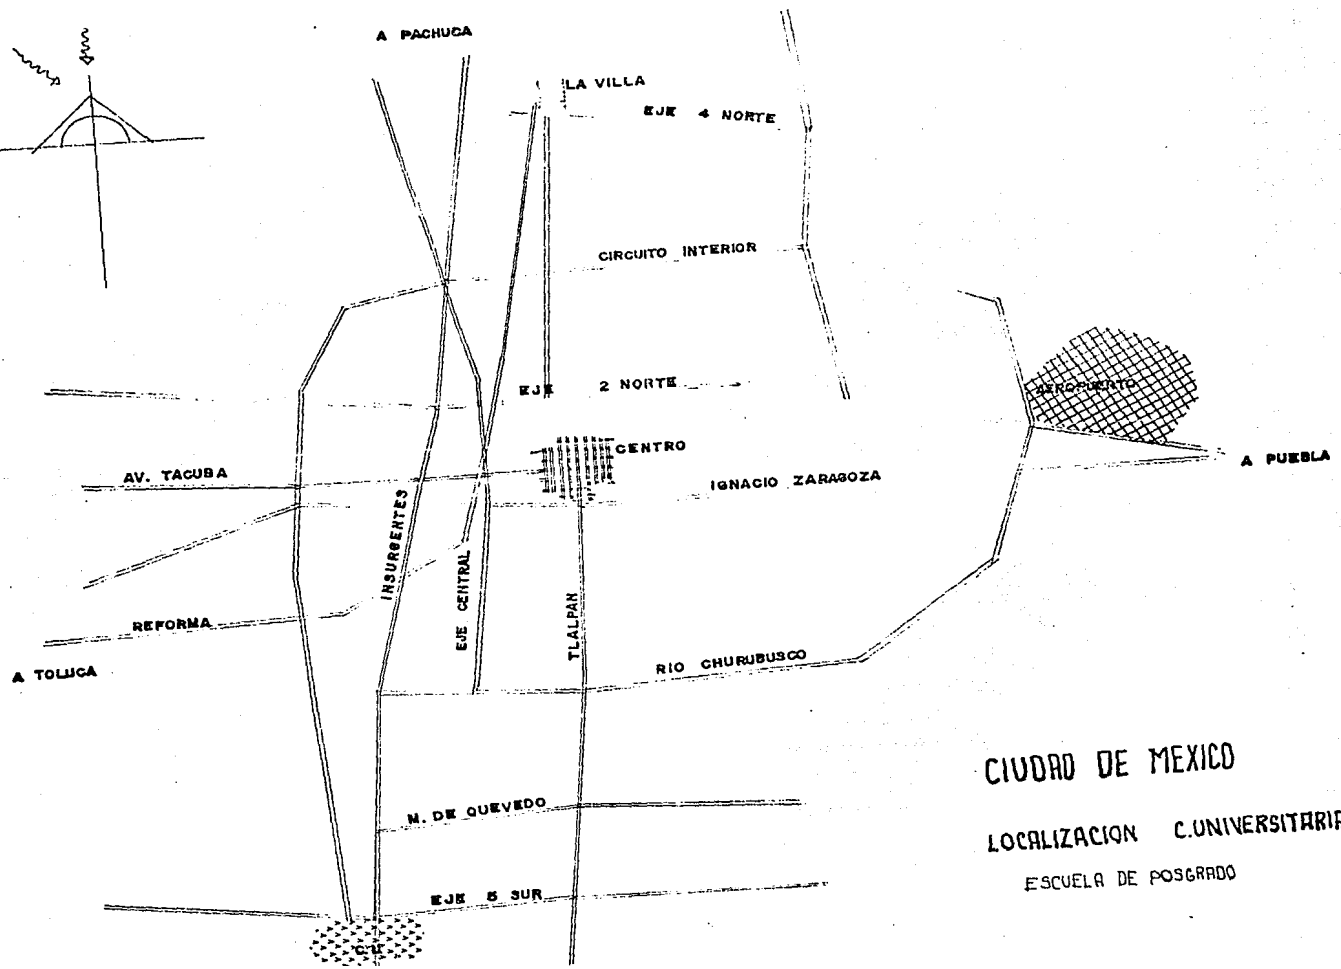 A PACHUCA
LA VILLA
EJE 4 NORTE
CIRCUITO INTERIOR
EJE 2 NORTE
AEROPUERTO
CENTRO
A PUEBLA
AV. TACUBA
IGNACIO ZARAGOZA
INSURGENTES
EJE CENTRAL
TLALPAN
REFORMA
A TOLUCA
RIO CHURUBUSCO
CIUDAD DE MEXICO
M. DE QUEVEDO
LOCALIZACION C.UNIVERSITARIA
ESCUELA DE POSGRADO
EJE 5 SUR
C.U